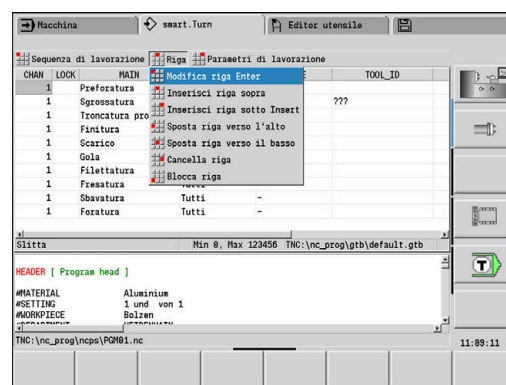 Macchina smart.Turn Editor utensile
Sequenza di lavorazione Riga Parametri di lavorazione
CHAN LOCK MAIN TOOL_ID
Modifica riga Enter
Inserisci riga sopra
Inserisci riga sotto Insert
Sposta riga verso l'alto
Sposta riga verso il basso
Cancella riga
Blocca riga
1 Preforatura
1 Sgrossatura ???
1 Troncatura pro
1 Finitura
1 Scarico
1 Gola
1 Filettatura
1 Fresatura Tutti
1 Sbavatura Tutti -
1 Foratura Tutti -
Slitta Min 0, Max 123456 TNC:\nc_prog\gtb\default.gtb
HEADER [ Program head ]
#MATERIAL Aluminium
#SETTING 1 und von 1
#WORKPIECE Bolzen
TNC:\nc_prog\ncps\PGM01.nc
T
11:09:11